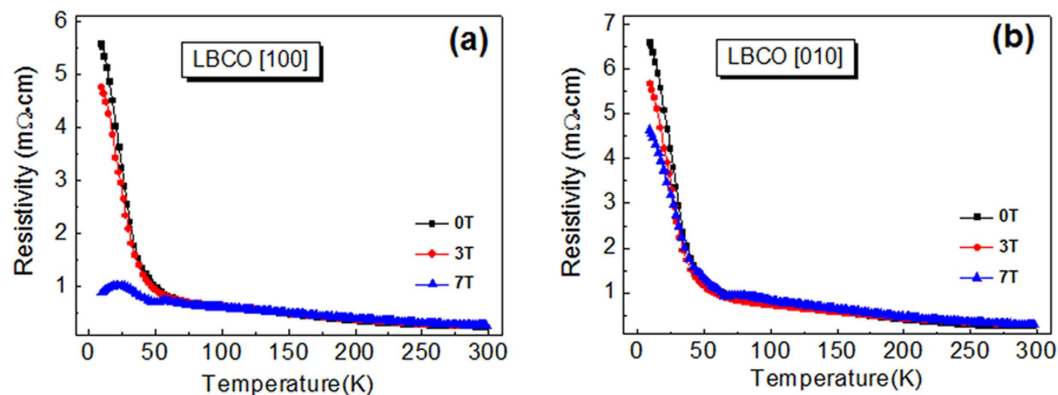 (a)
LBCO [100]
Resistivity (mΩ•cm)
6
5
4
3
2
1
0T
3T
7T
0 50 100 150 200 250 300
Temperature(K)
(b)
LBCO [010]
Resistivity (mΩ•cm)
7
6
5
4
3
2
1
0
0T
3T
7T
0 50 100 150 200 250 300
Temperature(K)